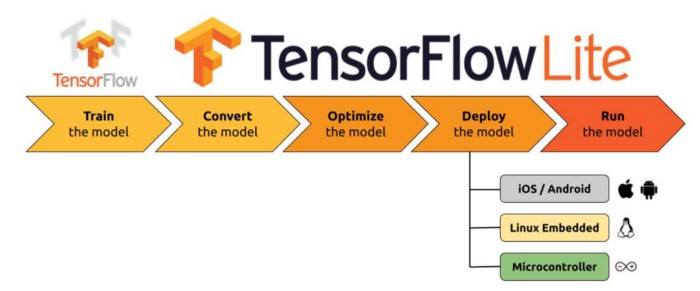 TensorFlow
TensorFlow Lite
Train
the model
Convert
the model
Optimize
the model
Deploy
the model
Run
the model
iOS / Android
Linux Embedded
Microcontroller